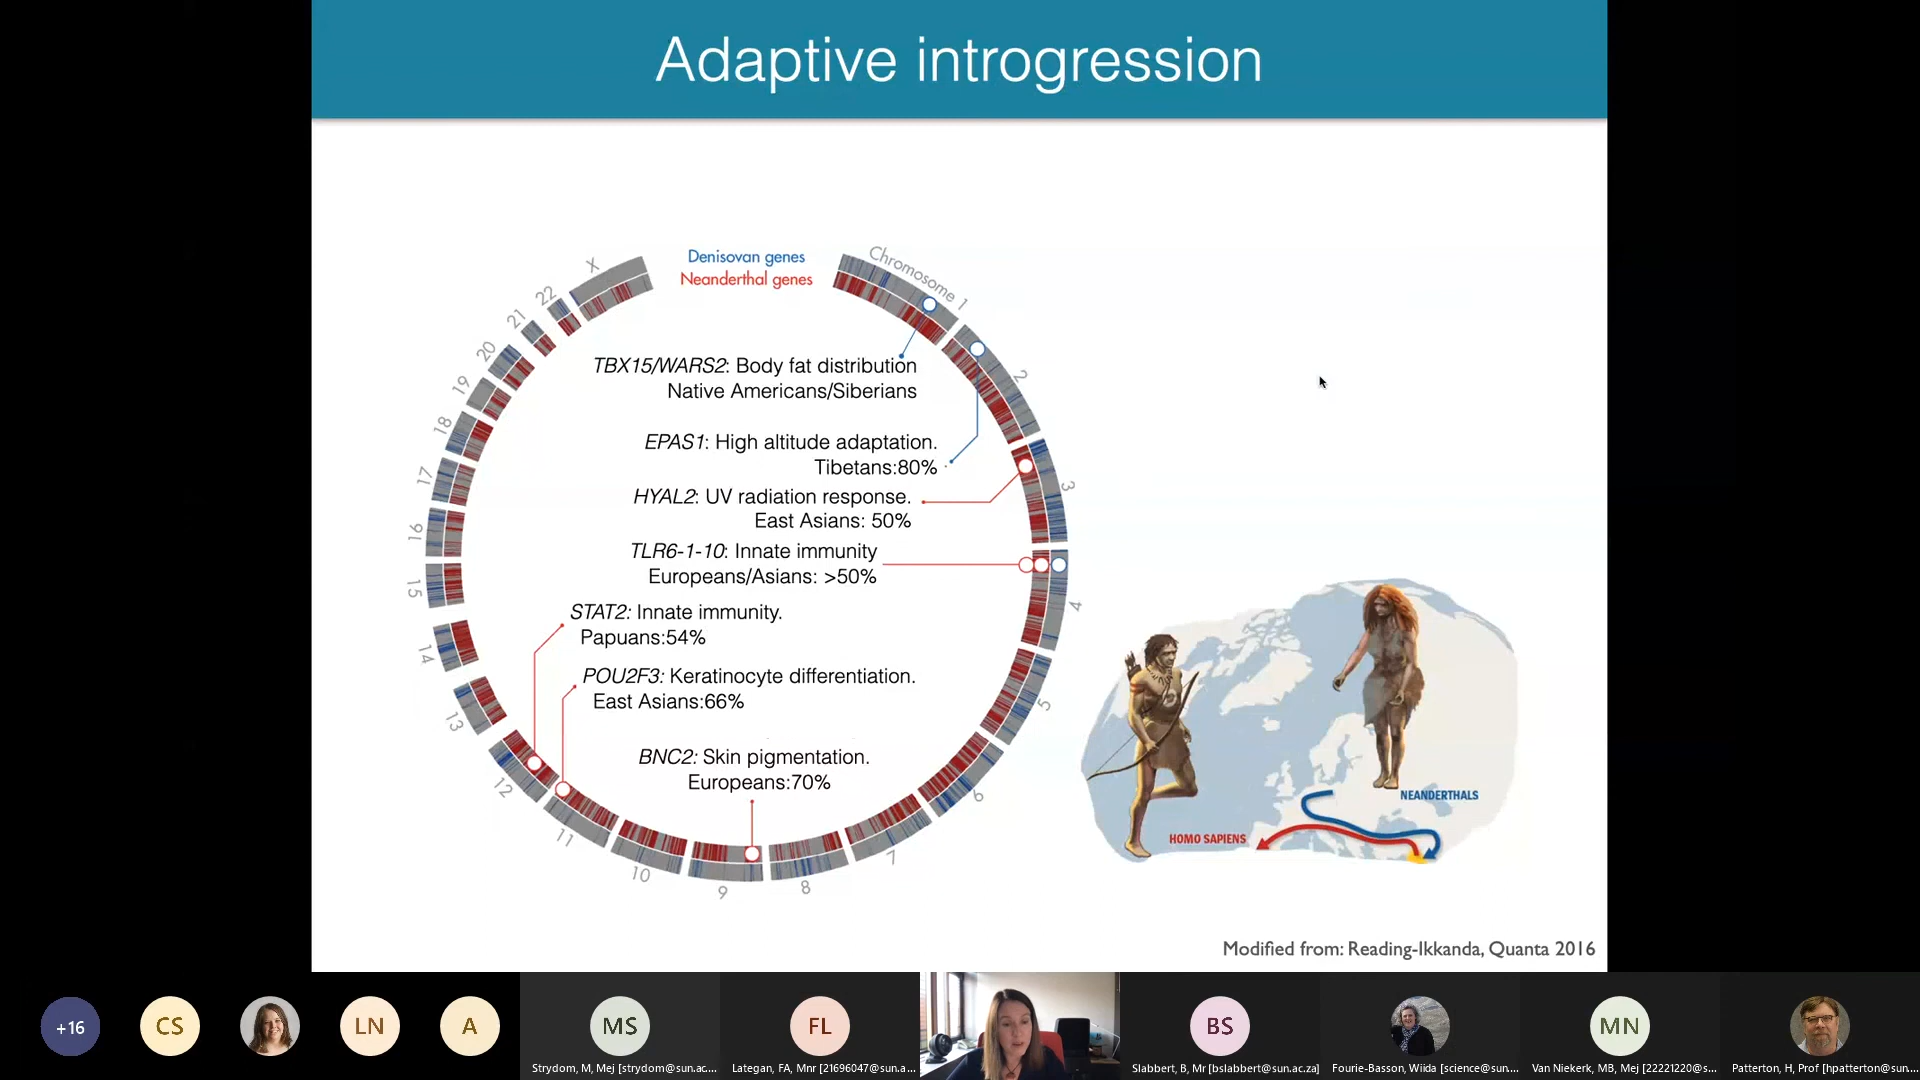 Adaptive introgression
Denisovan genes
Neanderthal genes
Chromosome 1
2
3
4
5
6
7
8
9
10
11
12
13
14
15
16
17
18
19
20
21
22
X
TBX15/WARS2: Body fat distribution
Native Americans/Siberians
EPAS1: High altitude adaptation.
Tibetans:80%
HYAL2: UV radiation response.
East Asians: 50%
TLR6-1-10: Innate immunity
Europeans/Asians: >50%
STAT2: Innate immunity.
Papuans:54%
POU2F3: Keratinocyte differentiation.
East Asians:66%
BNC2: Skin pigmentation.
Europeans:70%
NEANDERTHALS
HOMO SAPIENS
Modified from: Reading-Ikkanda, Quanta 2016
+16
CS
LN
A
MS
FL
BS
MN
Strydom, M, Mej [strydom@sun.ac....
Lategan, FA, Mnr [21696047@sun.a...
Slabbert, B, Mr [bslabbert@sun.ac.za]
Fourie-Basson, Wiida [science@sun....
Van Niekerk, MB, Mej [22221220@s...
Patterton, H, Prof [hpatterton@sun....